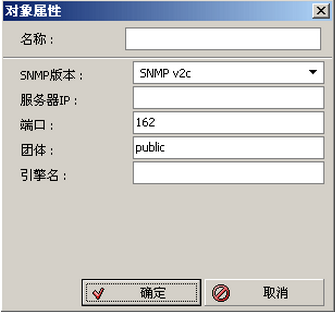 对象属性
名称：
SNMP版本： SNMP v2c
服务器IP：
端口： 162
团体： public
引擎名：
确定 取消